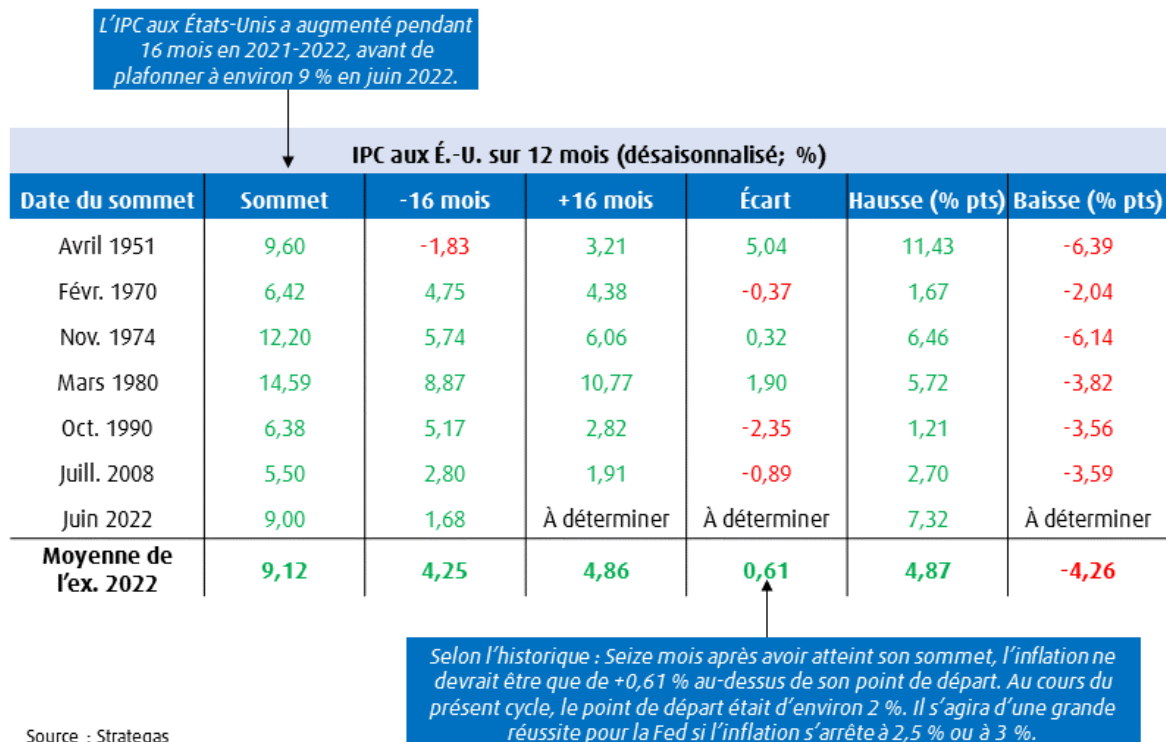 L'IPC aux États-Unis a augmenté pendant
16 mois en 2021-2022, avant de
plafonner à environ 9 % en juin 2022.
IPC aux É.-U. sur 12 mois (désaisonnalisé; %)
Date du sommet Sommet -16 mois +16 mois Écart Hausse (% pts) Baisse (% pts)
Avril 1951 9,60 -1,83 3,21 5,04 11,43 -6,39
Févr. 1970 6,42 4,75 4,38 -0,37 1,67 -2,04
Nov. 1974 12,20 5,74 6,06 0,32 6,46 -6,14
Mars 1980 14,59 8,87 10,77 1,90 5,72 -3,82
Oct. 1990 6,38 5,17 2,82 -2,35 1,21 -3,56
Juill. 2008 5,50 2,80 1,91 -0,89 2,70 -3,59
Juin 2022 9,00 1,68 À déterminer À déterminer 7,32 À déterminer
Moyenne de
l'ex. 2022 9,12 4,25 4,86 0,61 4,87 -4,26
Selon l'historique : Seize mois après avoir atteint son sommet, l'inflation ne
devrait être que de +0,61 % au-dessus de son point de départ. Au cours du
présent cycle, le point de départ était d'environ 2 %. Il s'agira d'une grande
réussite pour la Fed si l'inflation s'arrête à 2,5 % ou à 3 %.
Source : Strategas